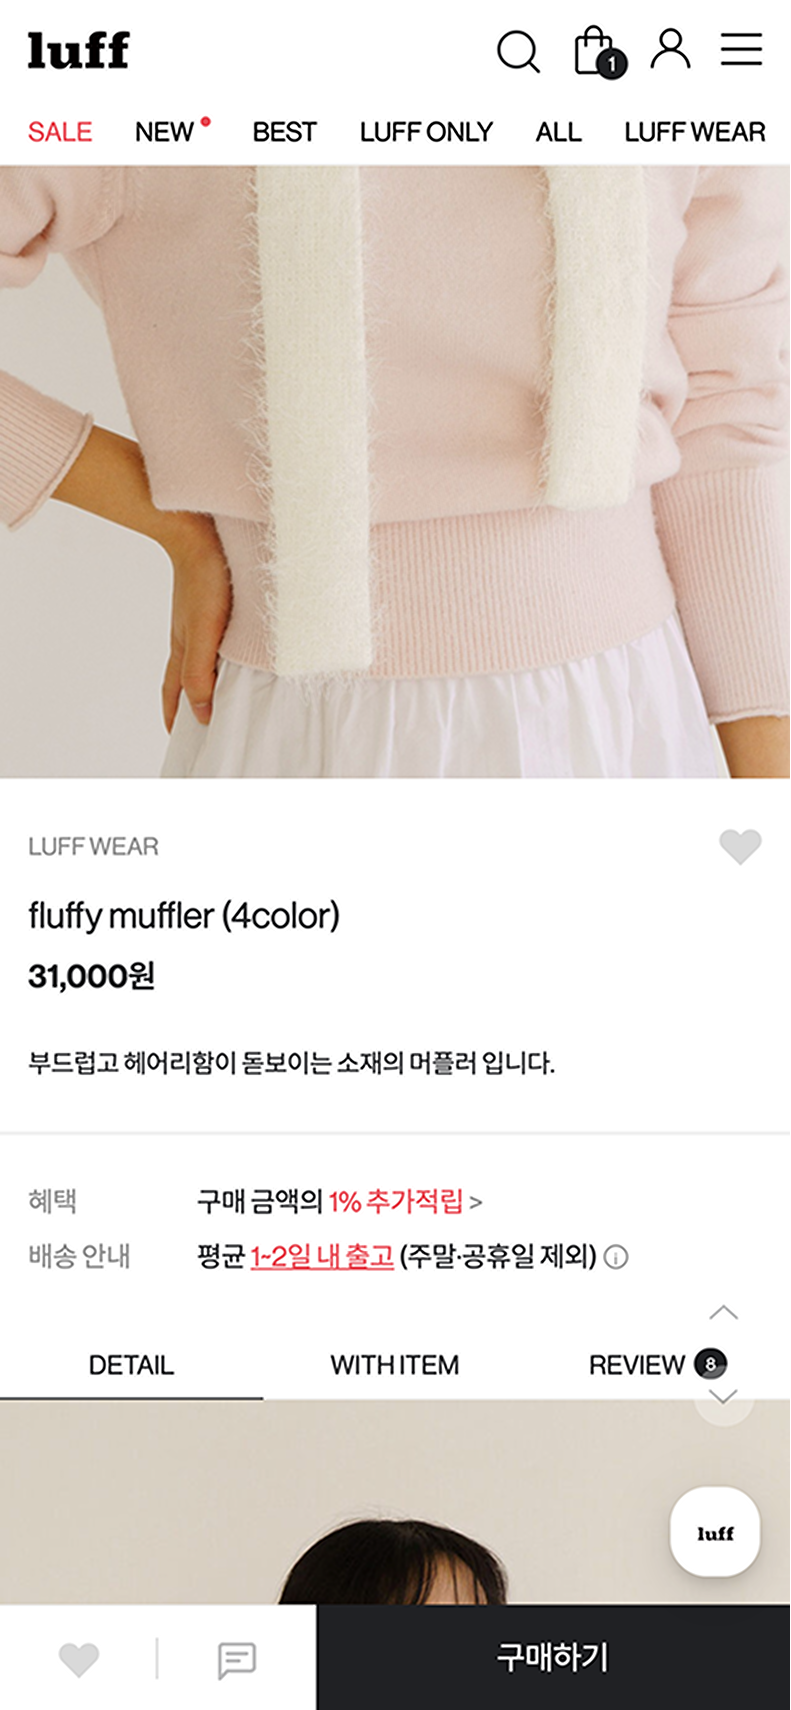 luff
1
SALE NEW BEST LUFF ONLY ALL LUFF WEAR
LUFF WEAR
fluffy muffler (4color)
31,000원
부드럽고 헤어리함이 돋보이는 소재의 머플러 입니다.
혜택 구매 금액의 1% 추가적립 >
배송 안내 평균 1~2일 내 출고 (주말·공휴일 제외)
DETAIL WITH ITEM REVIEW 8
luff
구매하기